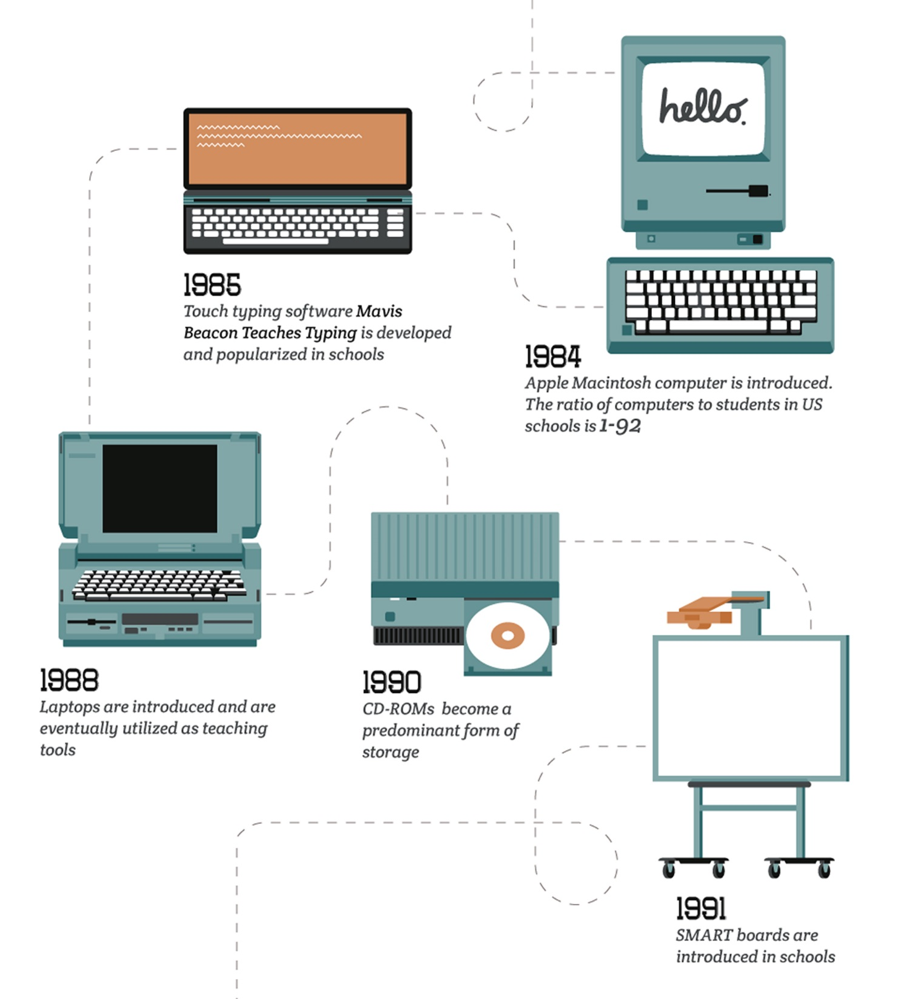 hello.
1984
Apple Macintosh computer is introduced.
The ratio of computers to students in US
schools is 1-92
1985
Touch typing software Mavis
Beacon Teaches Typing is developed
and popularized in schools
1988
Laptops are introduced and are
eventually utilized as teaching
tools
1990
CD-ROMs become a
predominant form of
storage
1991
SMART boards are
introduced in schools